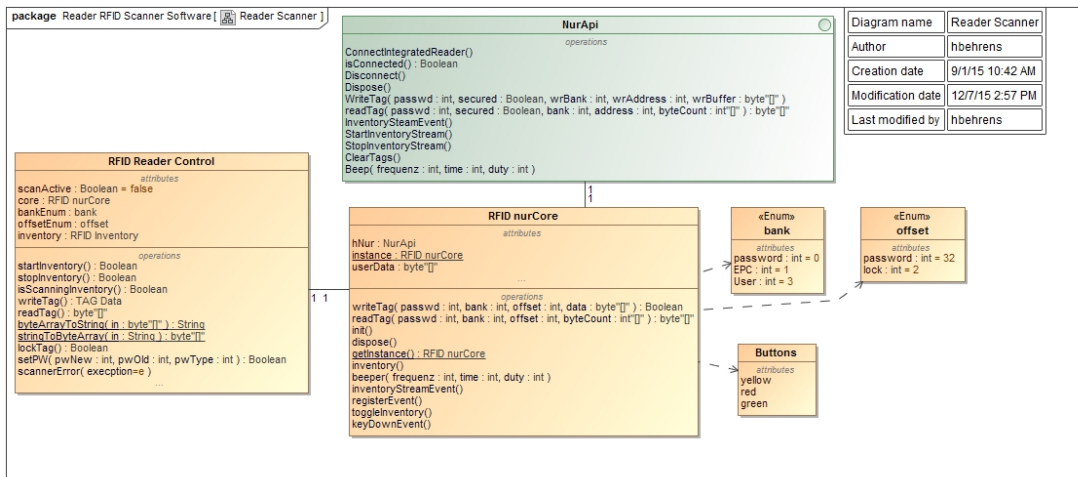 package Reader RFID Scanner Software [ Reader Scanner ]
NurApi
operations
ConnectIntegratedReader()
isConnected() : Boolean
Disconnect()
Dispose()
WriteTag( passwd : int, secured : Boolean, wrBank : int, wrAddress : int, wrBuffer : byte"[]" )
readTag( passwd : int, secured : Boolean, bank : int, address : int, byteCount : int"[]" ) : byte"[]"
InventorySteamEvent()
StartInventoryStream()
StopInventoryStream()
ClearTags()
Beep( frequenz : int, time : int, duty : int )
Diagram name Reader Scanner
Author hbehrens
Creation date 9/1/15 10:42 AM
Modification date 12/7/15 2:57 PM
Last modified by hbehrens
RFID Reader Control
attributes
scanActive : Boolean = false
core : RFID nurCore
bankEnum : bank
offsetEnum : offset
inventory : RFID Inventory
operations
startInventory() : Boolean
stopInventory() : Boolean
isScanningInventory() : Boolean
writeTag() : TAG Data
readTag() : byte"[]"
byteArrayToString( in : byte"[]" ) : String
stringToByteArray( in : String ) : byte"[]"
lockTag() : Boolean
setPW( pwNew : int, pwOld : int, pwType : int ) : Boolean
scannerError( execption=e )
...
1
1
1 1
RFID nurCore
attributes
hNur : NurApi
instance : RFID nurCore
userData : byte"[]"
...
operations
writeTag( passwd : int, bank : int, offset : int, data : byte"[]" ) : Boolean
readTag( passwd : int, bank : int, offset : int, byteCount : int"[]" ) : byte"[]"
init()
dispose()
getInstance() : RFID nurCore
inventory()
beeper( frequenz : int, time : int, duty : int )
inventoryStreamEvent()
registerEvent()
toggleInventory()
keyDownEvent()
«Enum»
bank
attributes
password : int = 0
EPC : int = 1
User : int = 3
«Enum»
offset
attributes
password : int = 32
lock : int = 2
Buttons
attributes
yellow
red
green